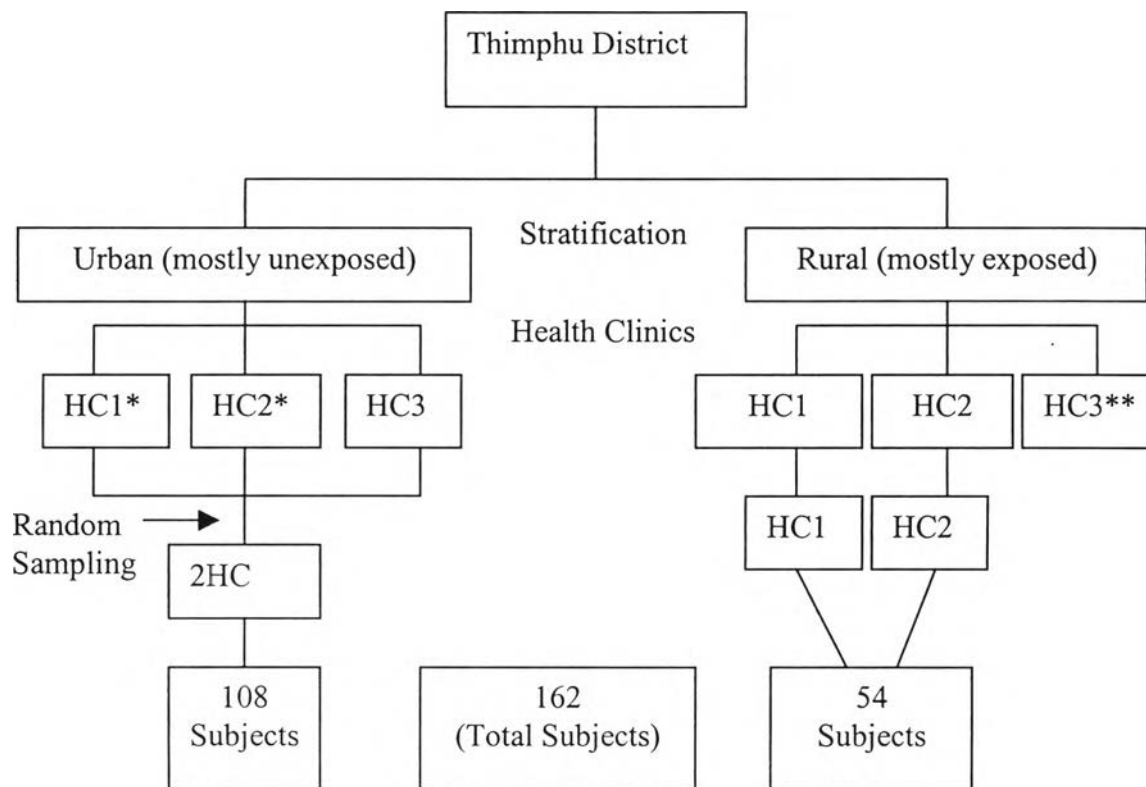 Thimphu District
Stratification
Urban (mostly unexposed)
Rural (mostly exposed)
Health Clinics
HC1*
HC2*
HC3
HC1
HC2
HC3**
Random
Sampling
HC1
HC2
2HC
108
Subjects
162
(Total Subjects)
54
Subjects